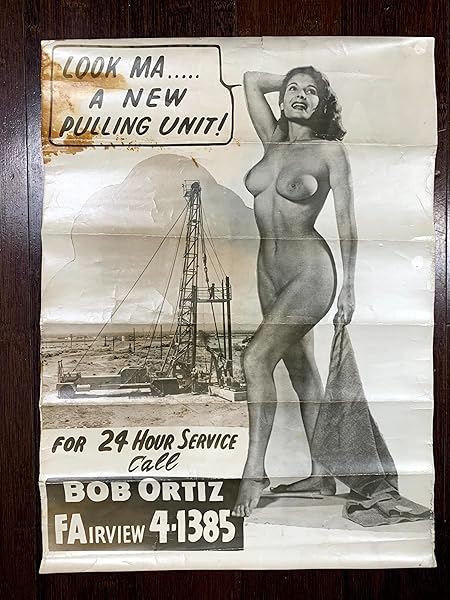 LOOK MA.....
A NEW
PULLING UNIT!
FOR 24 HOUR SERVICE
Call
BOB ORTIZ
FAIRVIEW 4-1385